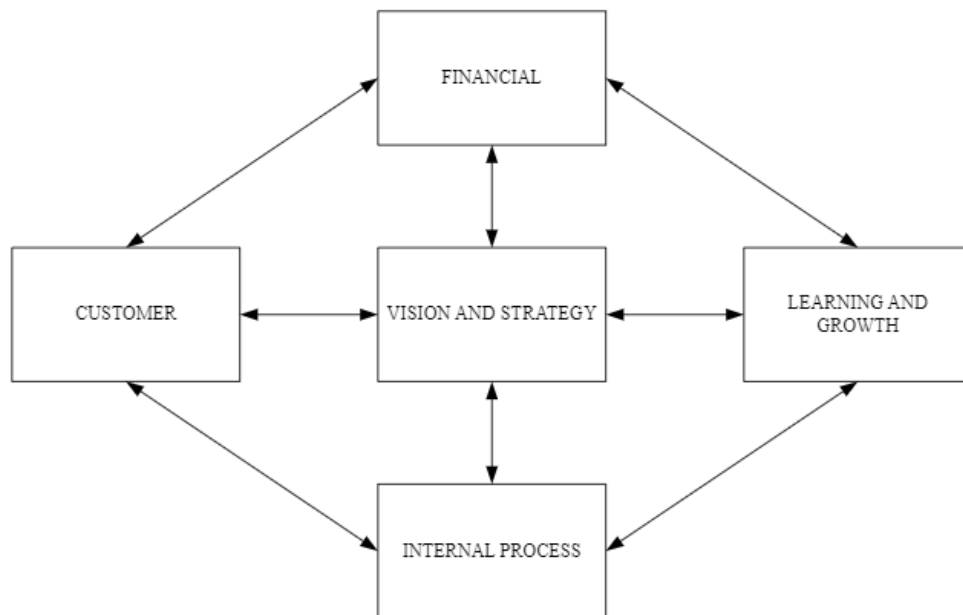 FINANCIAL
CUSTOMER
VISION AND STRATEGY
LEARNING AND
GROWTH
INTERNAL PROCESS